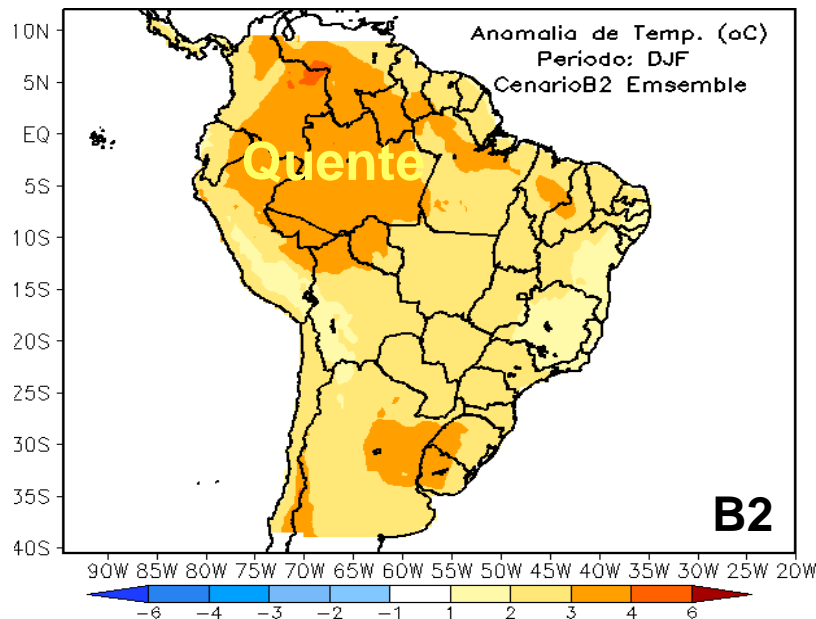 Anomalia de Temp. (oC)
Periodo: DJF
CenarioB2 Emsemble
10N
5N
EQ
5S
10S
15S
20S
25S
30S
35S
40S
Quente
B2
90W 85W 80W 75W 70W 65W 60W 55W 50W 45W 40W 35W 30W 25W 20W
-6 -4 -3 -2 -1 1 2 3 4 6